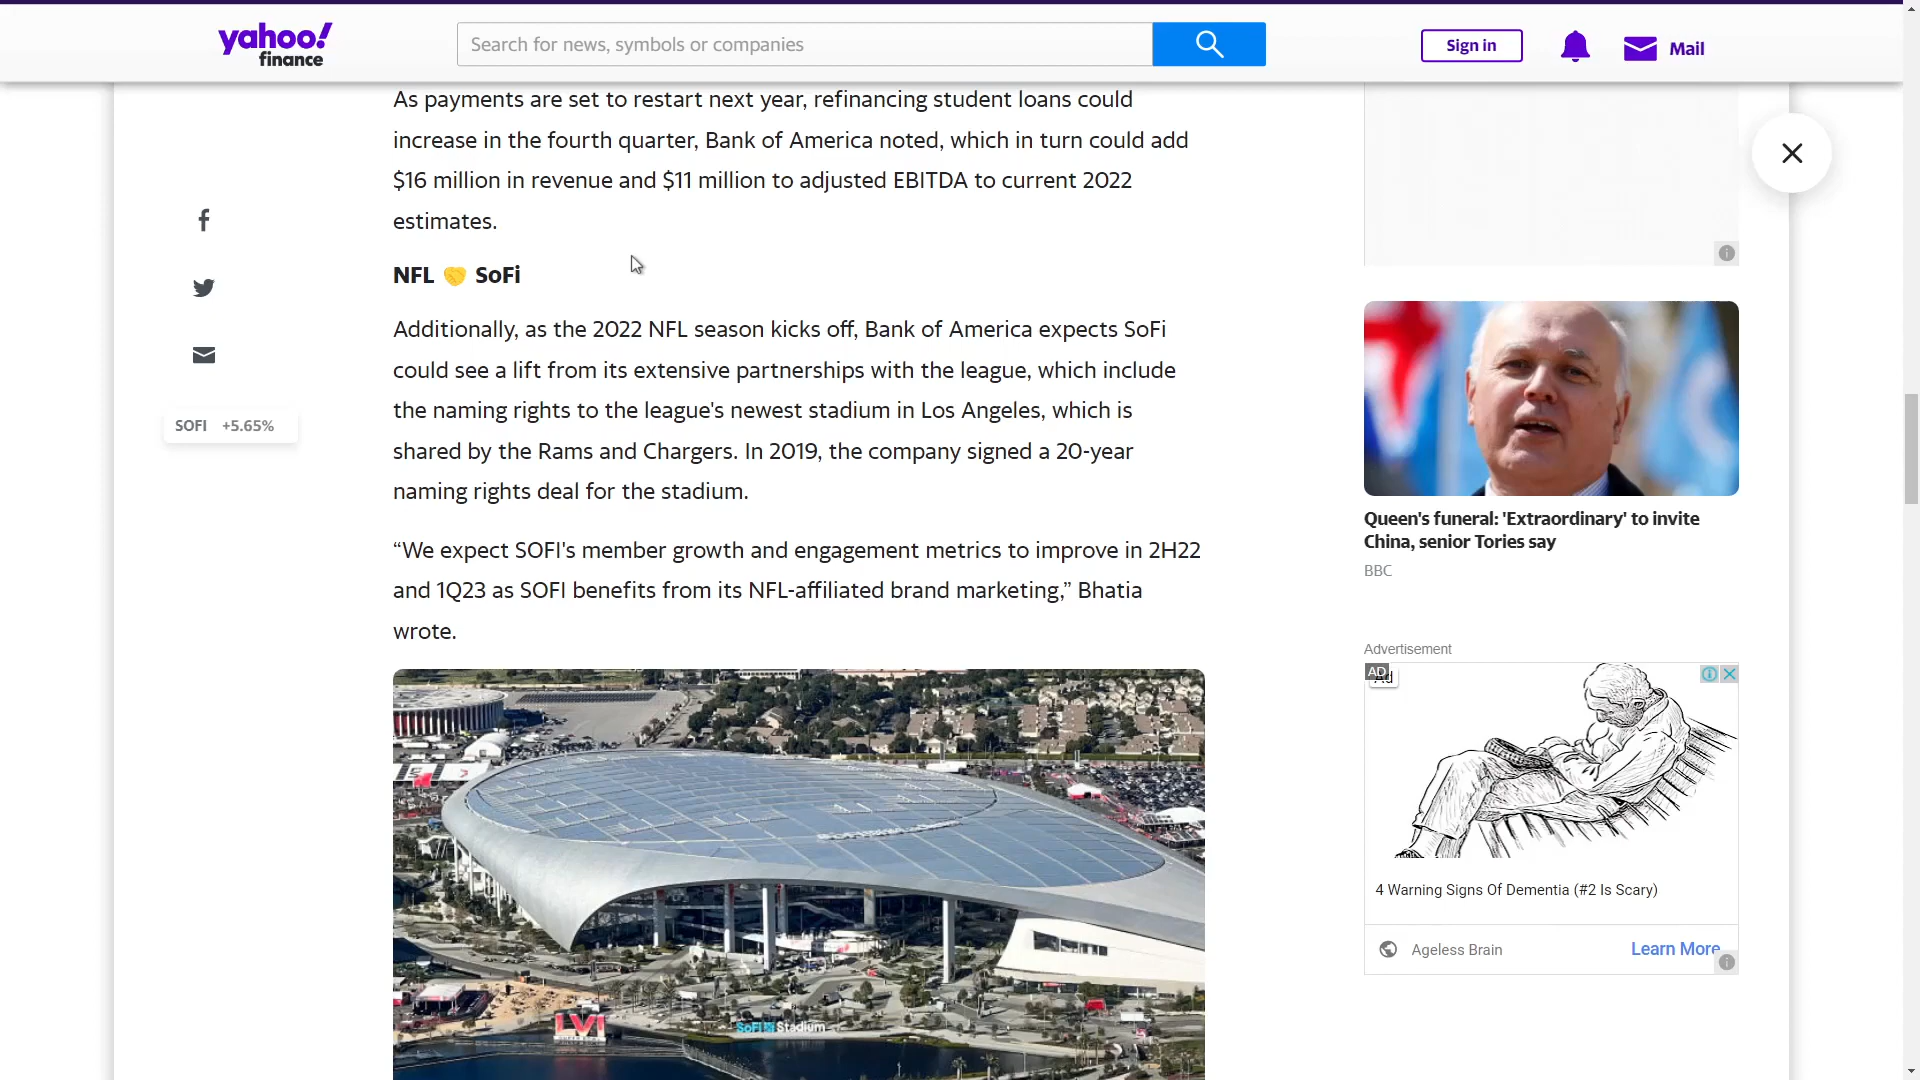 yahoo!
finance
Search for news, symbols or companies
Sign in
Mail
As payments are set to restart next year, refinancing student loans could
increase in the fourth quarter, Bank of America noted, which in turn could add
$16 million in revenue and $11 million to adjusted EBITDA to current 2022
estimates.
NFL 🤝 SoFi
Additionally, as the 2022 NFL season kicks off, Bank of America expects SoFi
could see a lift from its extensive partnerships with the league, which include
the naming rights to the league's newest stadium in Los Angeles, which is
shared by the Rams and Chargers. In 2019, the company signed a 20-year
naming rights deal for the stadium.
“We expect SOFI's member growth and engagement metrics to improve in 2H22
and 1Q23 as SOFI benefits from its NFL-affiliated brand marketing,” Bhatia
wrote.
SOFI +5.65%
LVI
SoFi Stadium
Queen's funeral: 'Extraordinary' to invite
China, senior Tories say
BBC
Advertisement
AD
Ad
4 Warning Signs Of Dementia (#2 Is Scary)
Ageless Brain
Learn More